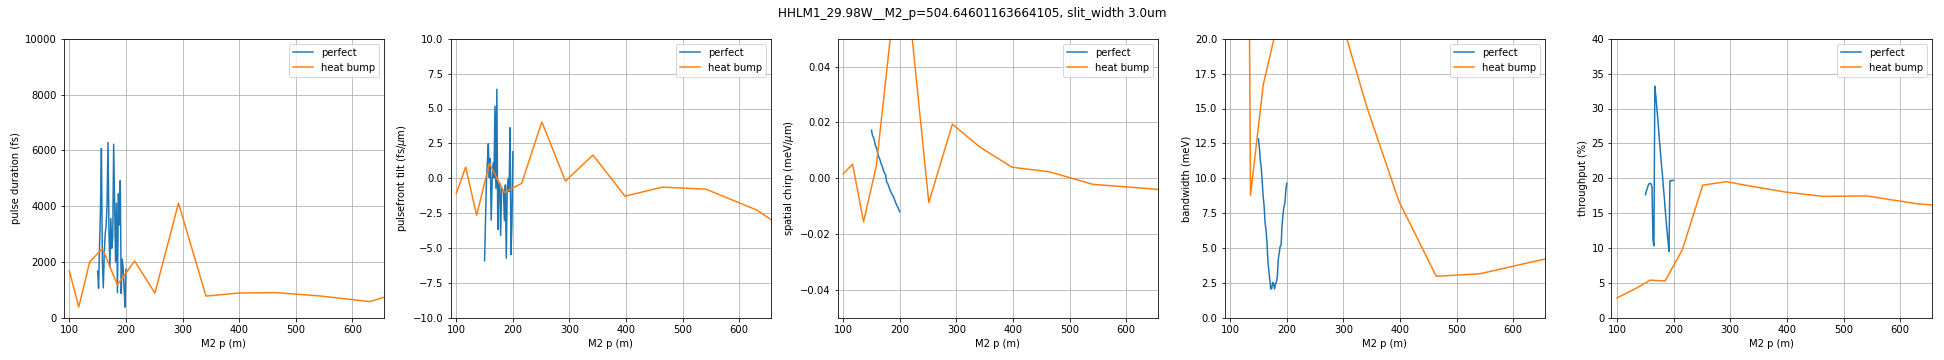 HHLM1_29.98W__M2_p=504.64601163664105, slit_width 3.0um
pulse duration (fs)
10000
8000
6000
4000
2000
0
100 200 300 400 500 600
M2 p (m)
perfect
heat bump
pulsefront tilt (fs/μm)
10.0
7.5
5.0
2.5
0.0
−2.5
−5.0
−7.5
−10.0
100 200 300 400 500 600
M2 p (m)
perfect
heat bump
spatial chirp (meV/μm)
0.04
0.02
0.00
−0.02
−0.04
100 200 300 400 500 600
M2 p (m)
perfect
heat bump
bandwidth (meV)
20.0
17.5
15.0
12.5
10.0
7.5
5.0
2.5
0.0
100 200 300 400 500 600
M2 p (m)
perfect
heat bump
throughput (%)
40
35
30
25
20
15
10
5
0
100 200 300 400 500 600
M2 p (m)
perfect
heat bump